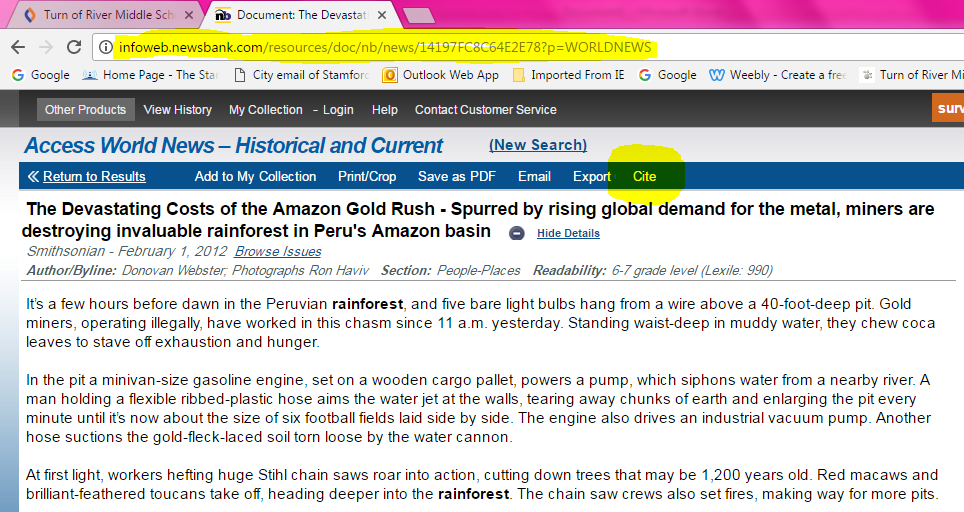 Turn of River Middle Sch
Document: The Devastati
infoweb.newsbank.com/resources/doc/nb/news/14197FC8C64E2E78?p=WORLDNEWS
Google Home Page - The Sta City email of Stamford Outlook Web App Imported From IE Google Weebly - Create a free Turn of River Mi
Other Products View History My Collection - Login Help Contact Customer Service surv
Access World News – Historical and Current (New Search)
Return to Results Add to My Collection Print/Crop Save as PDF Email Export Cite
The Devastating Costs of the Amazon Gold Rush - Spurred by rising global demand for the metal, miners are
destroying invaluable rainforest in Peru's Amazon basin Hide Details
Smithsonian - February 1, 2012 Browse Issues
Author/Byline: Donovan Webster; Photographs Ron Haviv Section: People-Places Readability: 6-7 grade level (Lexile: 990)
It's a few hours before dawn in the Peruvian rainforest, and five bare light bulbs hang from a wire above a 40-foot-deep pit. Gold
miners, operating illegally, have worked in this chasm since 11 a.m. yesterday. Standing waist-deep in muddy water, they chew coca
leaves to stave off exhaustion and hunger.
In the pit a minivan-size gasoline engine, set on a wooden cargo pallet, powers a pump, which siphons water from a nearby river. A
man holding a flexible ribbed-plastic hose aims the water jet at the walls, tearing away chunks of earth and enlarging the pit every
minute until it's now about the size of six football fields laid side by side. The engine also drives an industrial vacuum pump. Another
hose suctions the gold-fleck-laced soil torn loose by the water cannon.
At first light, workers hefting huge Stihl chain saws roar into action, cutting down trees that may be 1,200 years old. Red macaws and
brilliant-feathered toucans take off, heading deeper into the rainforest. The chain saw crews also set fires, making way for more pits.